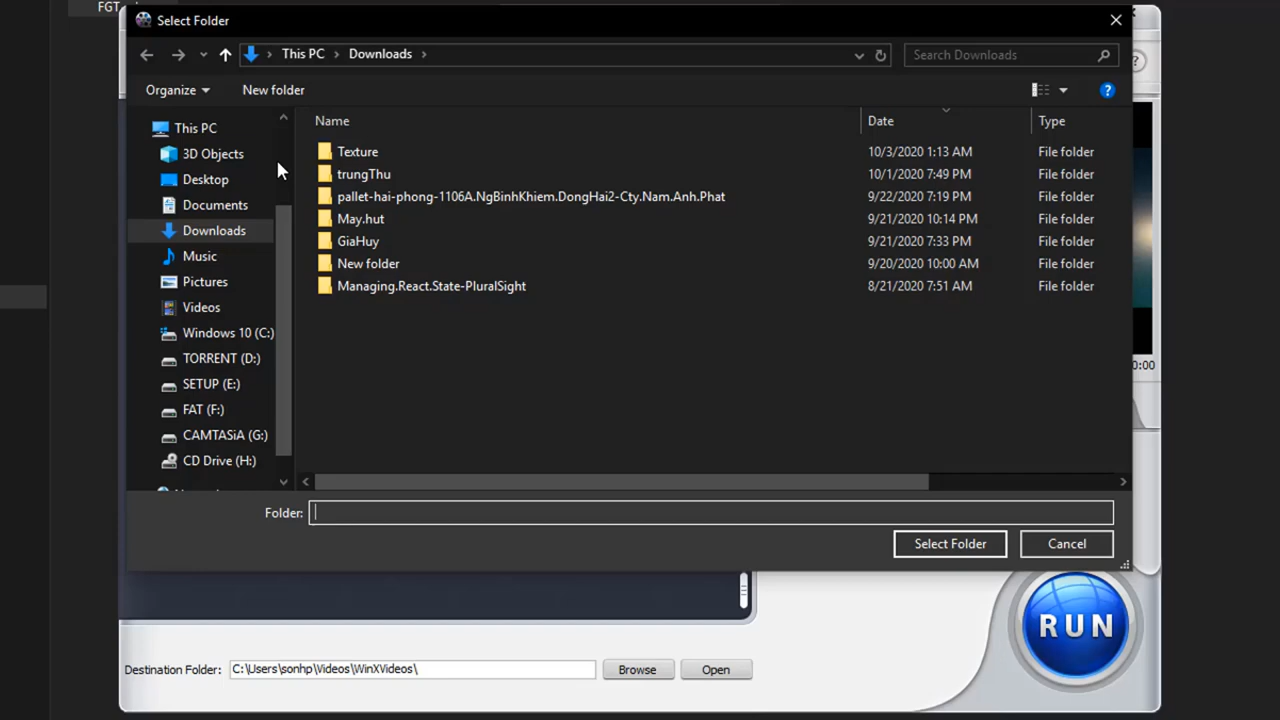 FGT
Select Folder
This PC > Downloads >
Search Downloads
Organize
New folder
Name
Date
Type
This PC
3D Objects
Desktop
Documents
Downloads
Music
Pictures
Videos
Windows 10 (C:)
TORRENT (D:)
SETUP (E:)
FAT (F:)
CAMTASiA (G:)
CD Drive (H:)
Texture 10/3/2020 1:13 AM File folder
trungThu 10/1/2020 7:49 PM File folder
pallet-hai-phong-1106A.NgBinhKhiem.DongHai2-Cty.Nam.Anh.Phat 9/22/2020 7:19 PM File folder
May.hut 9/21/2020 10:14 PM File folder
GiaHuy 9/21/2020 7:33 PM File folder
New folder 9/20/2020 10:00 AM File folder
Managing.React.State-PluralSight 8/21/2020 7:51 AM File folder
:00
Folder:
Select Folder
Cancel
RUN
Destination Folder: C:\Users\sonhp\Videos\WinXVideos\
Browse
Open